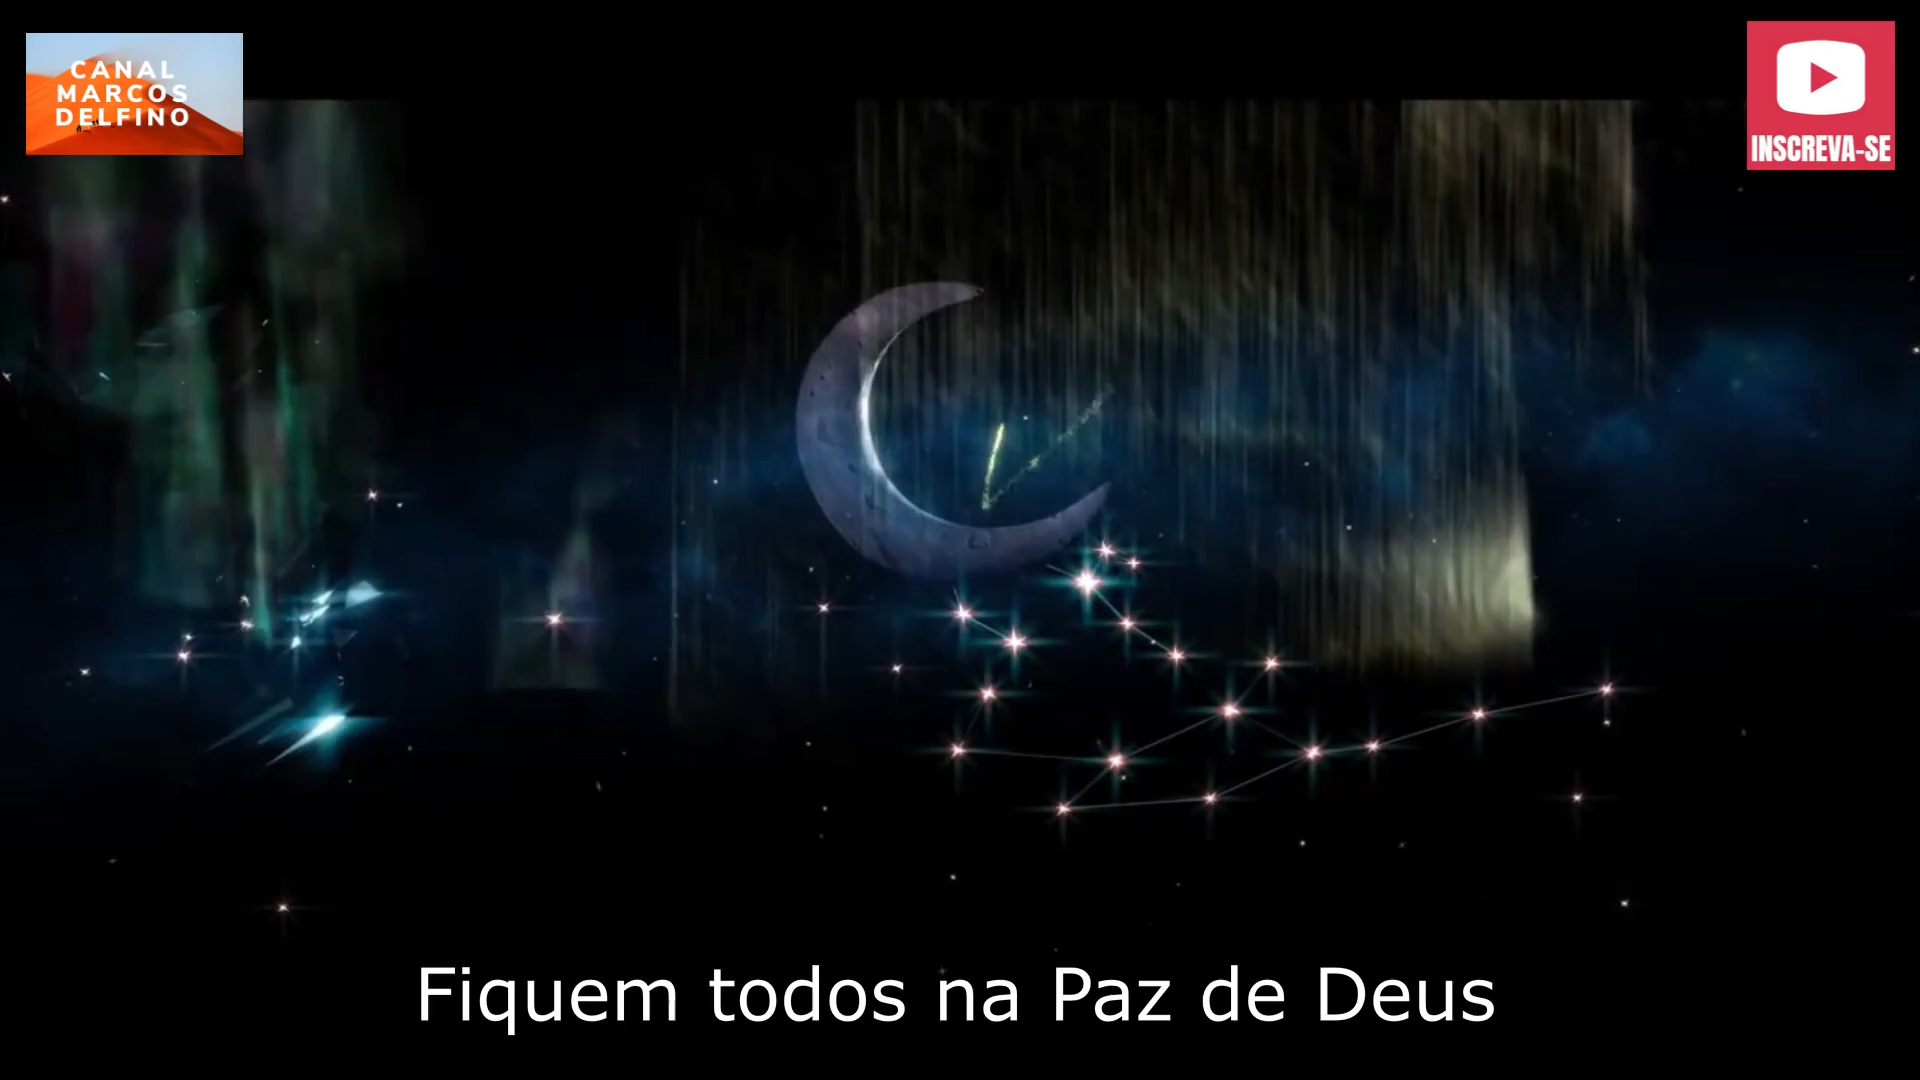 CANAL
MARCOS
DELFINO
INSCREVA-SE
Fiquem todos na Paz de Deus